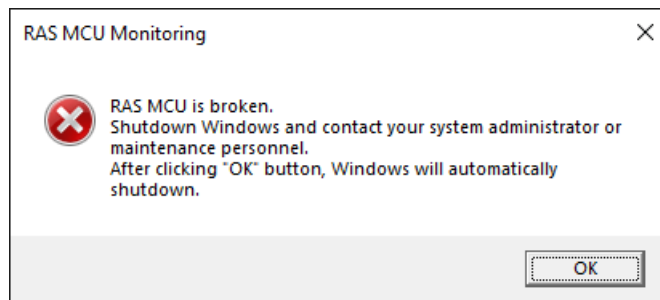 RAS MCU Monitoring
RAS MCU is broken.
Shutdown Windows and contact your system administrator or
maintenance personnel.
After clicking "OK" button, Windows will automatically
shutdown.
OK